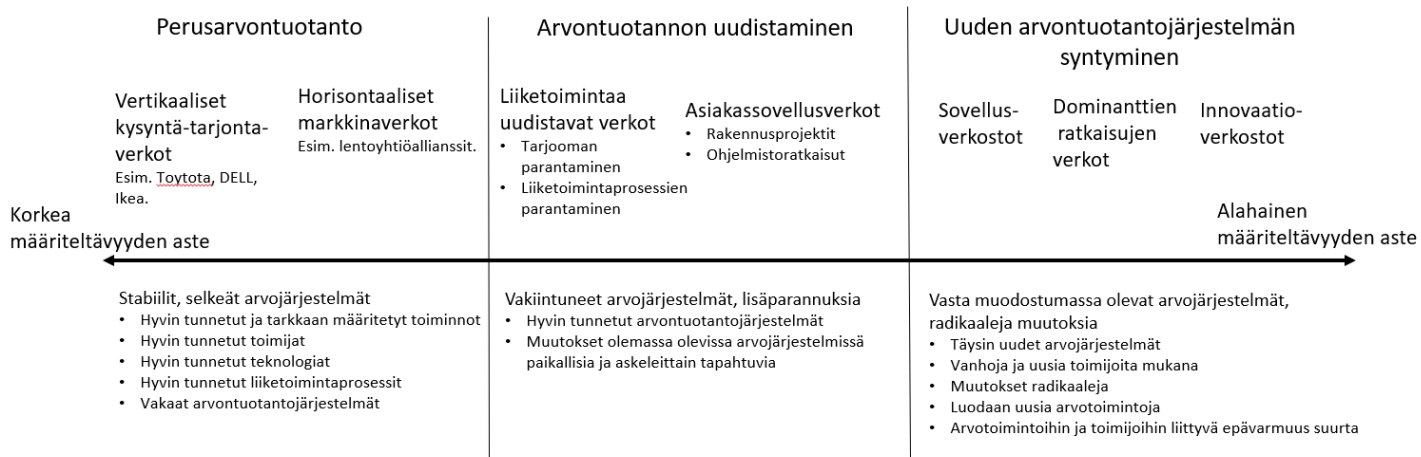 Perusarvontuotanto
Vertikaaliset
kysyntä-tarjonta-
verkot
Esim. Toytota, DELL,
Ikea.
Horisontaaliset
markkinaverkot
Esim. lentoyhtiöallianssit.
Arvontuotannon uudistaminen
Liiketoimintaa
uudistavat verkot
• Tarjooman
parantaminen
• Liiketoimintaprosessien
parantaminen
Asiakassovellusverkot
• Rakennusprojektit
• Ohjelmistoratkaisut
Uuden arvontuotantojärjestelmän
syntyminen
Sovellus-
verkostot
Dominanttien
ratkaisujen
verkot
Innovaatio-
verkostot
Korkea
määriteltävyyden aste
Alahainen
määriteltävyyden aste
Stabiilit, selkeät arvojärjestelmät
• Hyvin tunnetut ja tarkkaan määritetyt toiminnot
• Hyvin tunnetut toimijat
• Hyvin tunnetut teknologiat
• Hyvin tunnetut liiketoimintaprosessit
• Vakaat arvontuotantojärjestelmät
Vakiintuneet arvojärjestelmät, lisäparannuksia
• Hyvin tunnetut arvontuotantojärjestelmät
• Muutokset olemassa olevissa arvojärjestelmissä
paikallisia ja askeleittain tapahtuvia
Vasta muodostumassa olevat arvojärjestelmät,
radikaaleja muutoksia
• Täysin uudet arvojärjestelmät
• Vanhoja ja uusia toimijoita mukana
• Muutokset radikaaleja
• Luodaan uusia arvotoimintoja
• Arvotoimintoihin ja toimijoihin liittyvä epävarmuus suurta